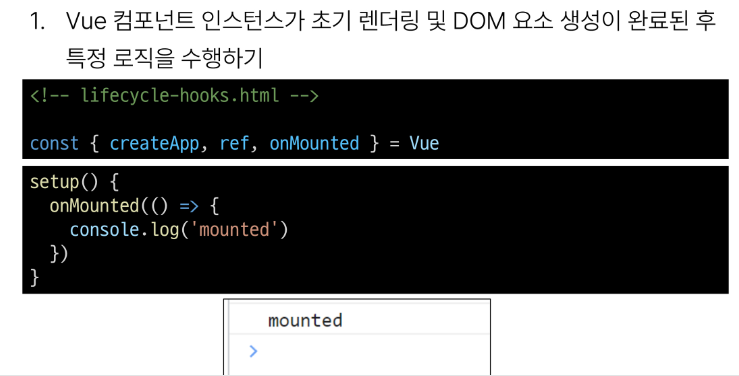 1. Vue 컴포넌트 인스턴스가 초기 렌더링 및 DOM 요소 생성이 완료된 후
특정 로직을 수행하기
<!-- lifecycle-hooks.html -->
const { createApp, ref, onMounted } = Vue
setup() {
onMounted(() => {
console.log('mounted')
})
}
mounted
>